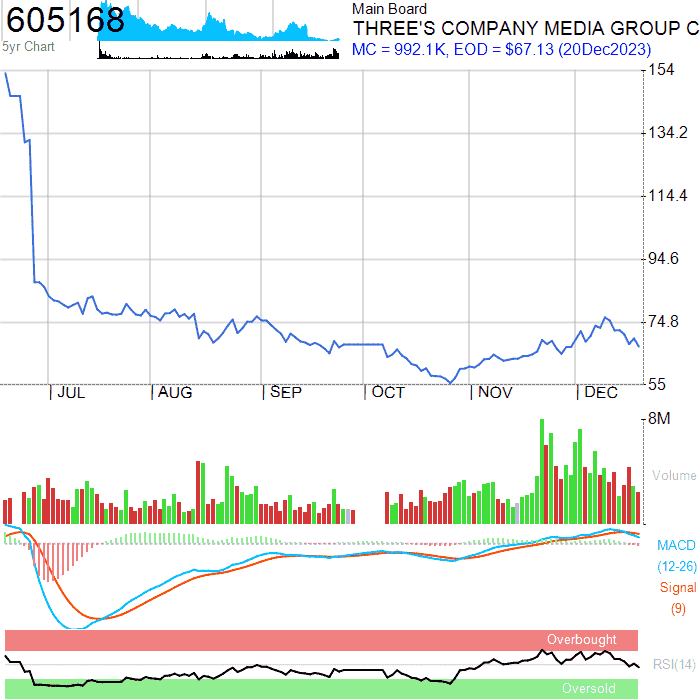 605168
5yr Chart
Main Board
THREE'S COMPANY MEDIA GROUP C
MC = 992.1K, EOD = $67.13 (20Dec2023)
154
134.2
114.4
94.6
74.8
55
JUL
AUG
SEP
OCT
NOV
DEC
8M
Volume
MACD
(12-26)
Signal
(9)
Overbought
RSI(14)
Oversold